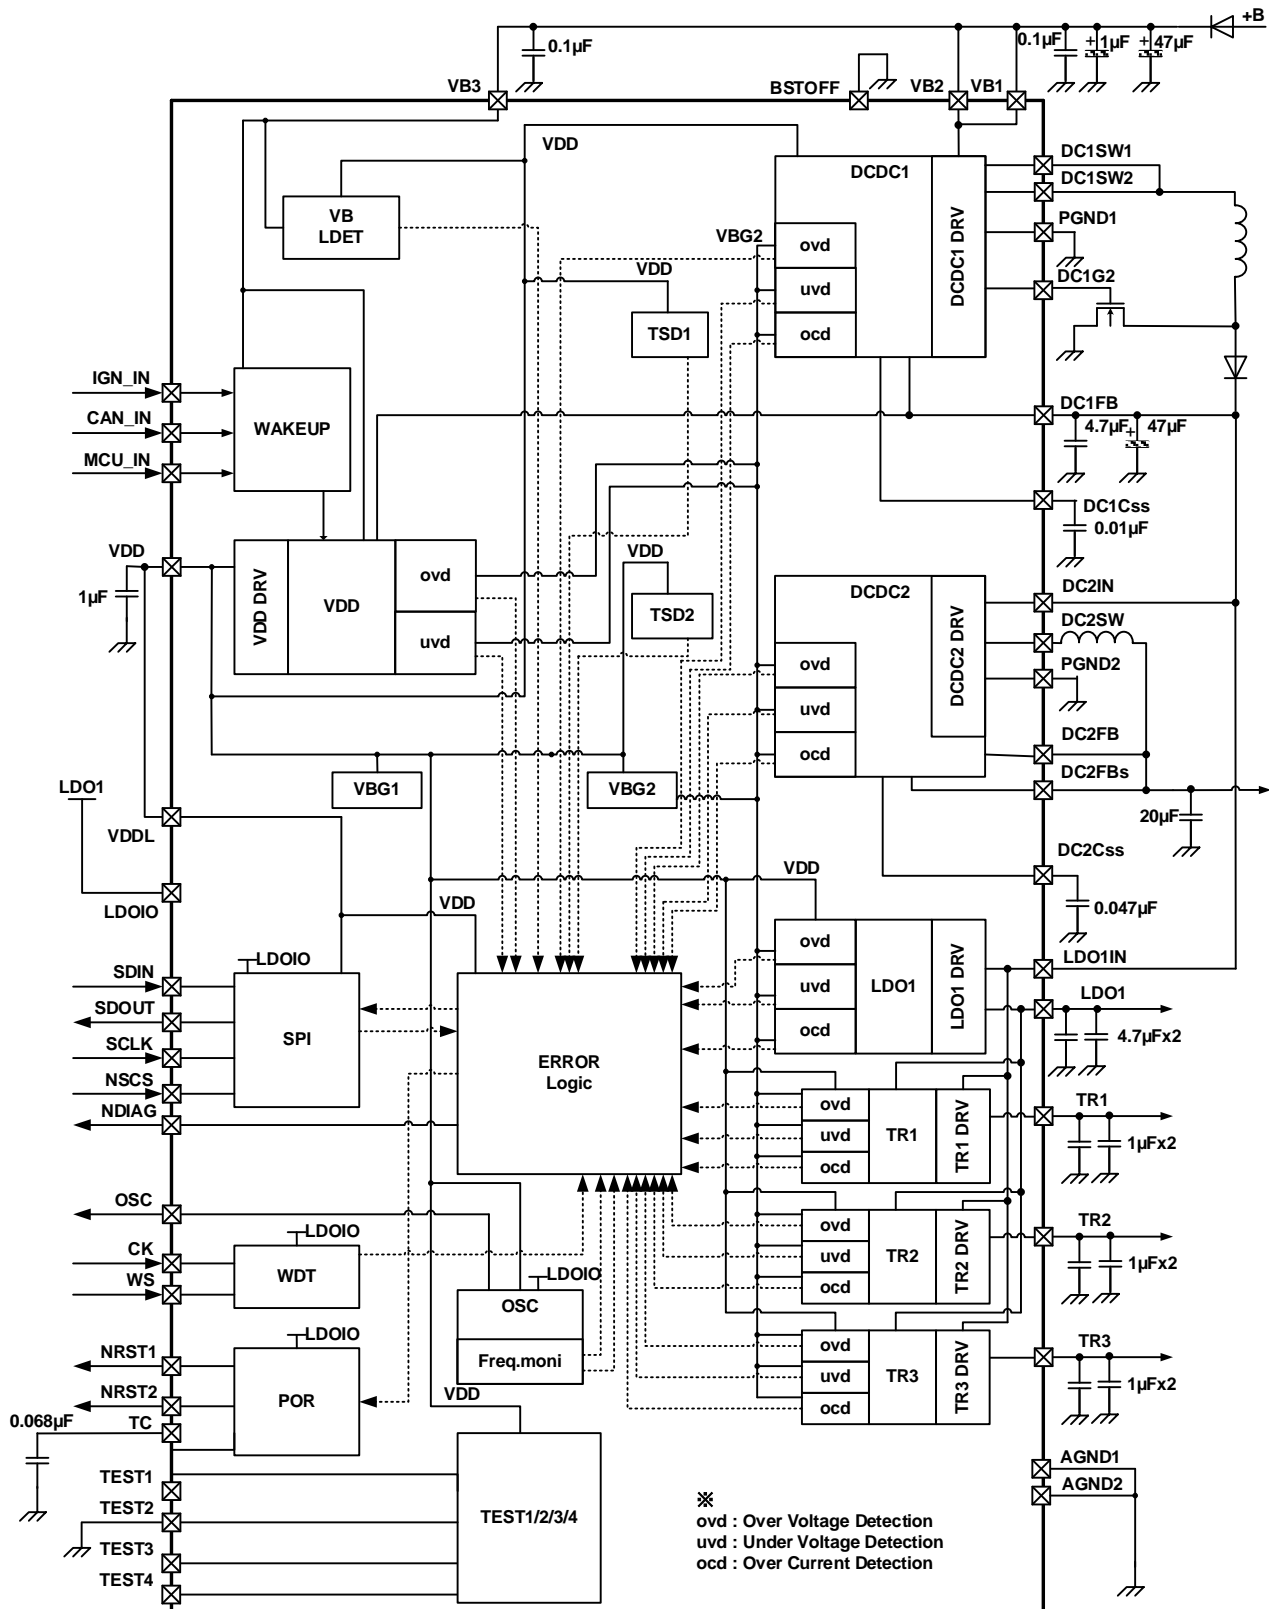 +B
0.1µF
0.1µF
1µF
47µF
VB3
BSTOFF
VB2
VB1
VDD
DCDC1
DCDC1 DRV
DC1SW1
DC1SW2
VB
LDET
PGND1
VBG2
ovd
uvd
ocd
VDD
TSD1
DC1G2
IGN_IN
CAN_IN
MCU_IN
WAKEUP
DC1FB
4.7µF
47µF
DC1Css
0.01µF
VDD
1µF
VDD DRV
VDD
ovd
uvd
VDD
TSD2
DCDC2
DCDC2 DRV
ovd
uvd
ocd
DC2IN
DC2SW
PGND2
DC2FB
DC2FBs
20µF
VBG1
VBG2
LDO1
VDDL
LDOIO
VDD
VDD
DC2Css
0.047µF
SDIN
SDOUT
SCLK
NSCS
NDIAG
LDOIO
SPI
ERROR
Logic
ovd
uvd
ocd
LDO1
LDO1 DRV
LDO1IN
LDO1
4.7µFx2
ovd
uvd
ocd
TR1
TR1 DRV
TR1
1µFx2
OSC
CK
WS
LDOIO
WDT
LDOIO
OSC
Freq.moni
ovd
uvd
ocd
TR2
TR2 DRV
TR2
1µFx2
NRST1
NRST2
TC
0.068µF
LDOIO
POR
VDD
ovd
uvd
ocd
TR3
TR3 DRV
TR3
1µFx2
TEST1
TEST2
TEST3
TEST4
TEST1/2/3/4
AGND1
AGND2
※
ovd : Over Voltage Detection
uvd : Under Voltage Detection
ocd : Over Current Detection